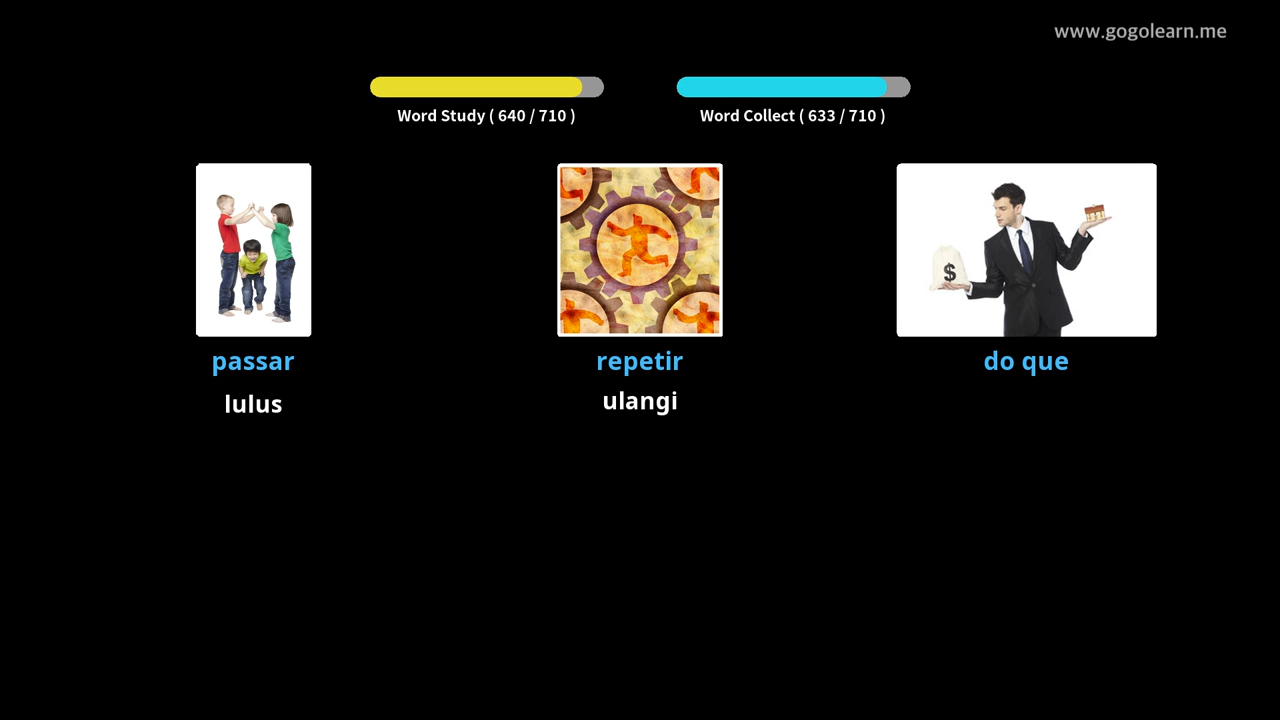 www.gogolearn.me
Word Study ( 640 / 710 )
Word Collect ( 633 / 710 )
$
passar
repetir
do que
lulus
ulangi